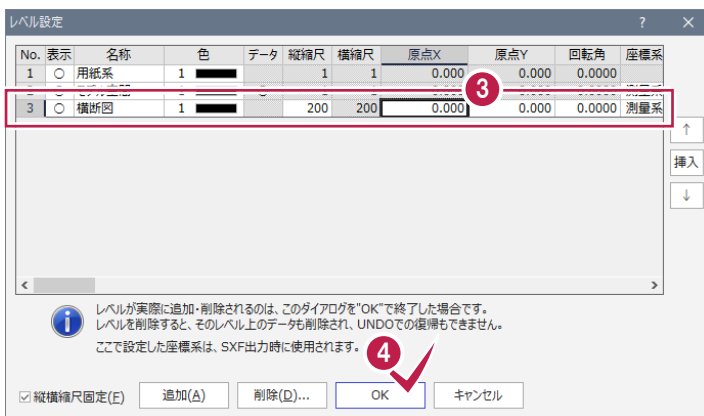 レベル設定 ? ×
No. 表示 名称 色 データ 縦縮尺 横縮尺 原点X 原点Y 回転角 座標系
1 ○ 用紙系 1 1 1 0.000 0.000 0.0000
3 ○ 横断図 1 200 200 0.000 0.000 0.0000 測量系
3
↑
挿入
↓
< >
レベルが実際に追加・削除されるのは、このダイアログを"OK"で終了した場合です。
レベルを削除すると、そのレベル上のデータも削除され、UNDOでの復帰もできません。
ここで設定した座標系は、SXF出力時に使用されます。
4
縦横縮尺固定(F) 追加(A) 削除(D)... OK キャンセル